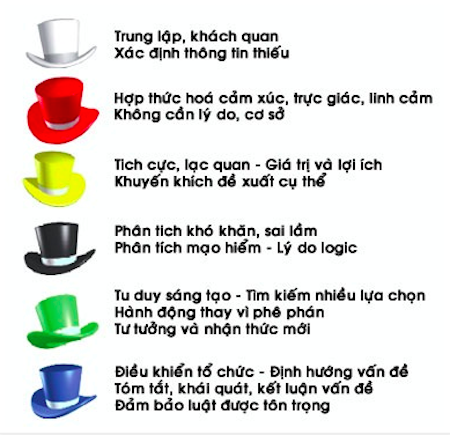 Trung lập, khách quan
Xác định thông tin thiếu
Hợp thức hoá cảm xúc, trực giác, linh cảm
Không cần lý do, cơ sở
Tích cực, lạc quan - Giá trị và lợi ích
Khuyến khích đề xuất cụ thể
Phân tích khó khăn, sai lầm
Phân tích mạo hiểm - Lý do logic
Tư duy sáng tạo - Tìm kiếm nhiều lựa chọn
Hành động thay vì phê phán
Tư tưởng và nhận thức mới
Điều khiển tổ chức - Định hướng vấn đề
Tóm tắt, khái quát, kết luận vấn đề
Đảm bảo luật được tôn trọng